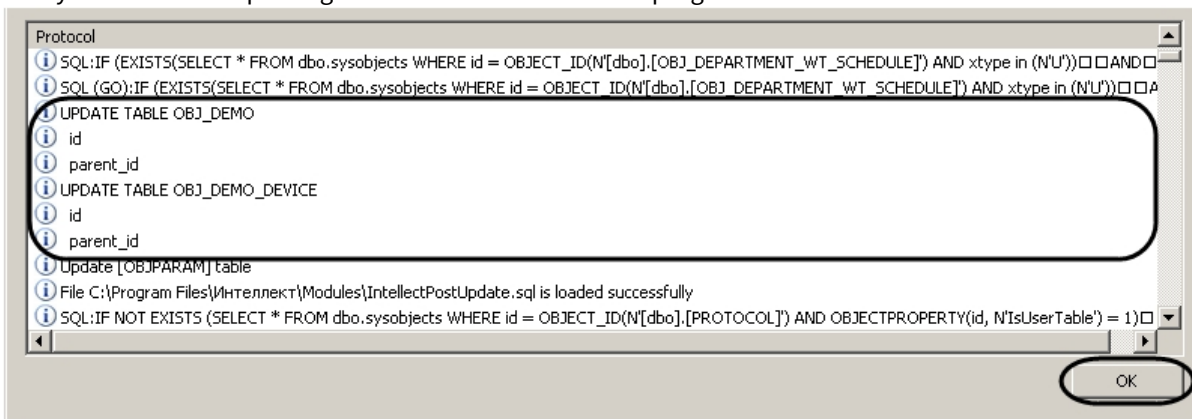 Protocol
SQL:IF (EXISTS(SELECT * FROM dbo.sysobjects WHERE id = OBJECT_ID(N'[dbo].[OBJ_DEPARTMENT_WT_SCHEDULE]') AND xtype in (N'U'))□□AND□
SQL (GO):IF (EXISTS(SELECT * FROM dbo.sysobjects WHERE id = OBJECT_ID(N'[dbo].[OBJ_DEPARTMENT_WT_SCHEDULE]') AND xtype in (N'U'))□□A
UPDATE TABLE OBJ_DEMO
id
parent_id
UPDATE TABLE OBJ_DEMO_DEVICE
id
parent_id
Update [OBJPARAM] table
File C:\Program Files\Интеллект\Modules\IntellectPostUpdate.sql is loaded successfully
SQL:IF NOT EXISTS (SELECT * FROM dbo.sysobjects WHERE id = OBJECT_ID(N'[dbo].[PROTOCOL]') AND OBJECTPROPERTY(id, N'IsUserTable') = 1)□
OK